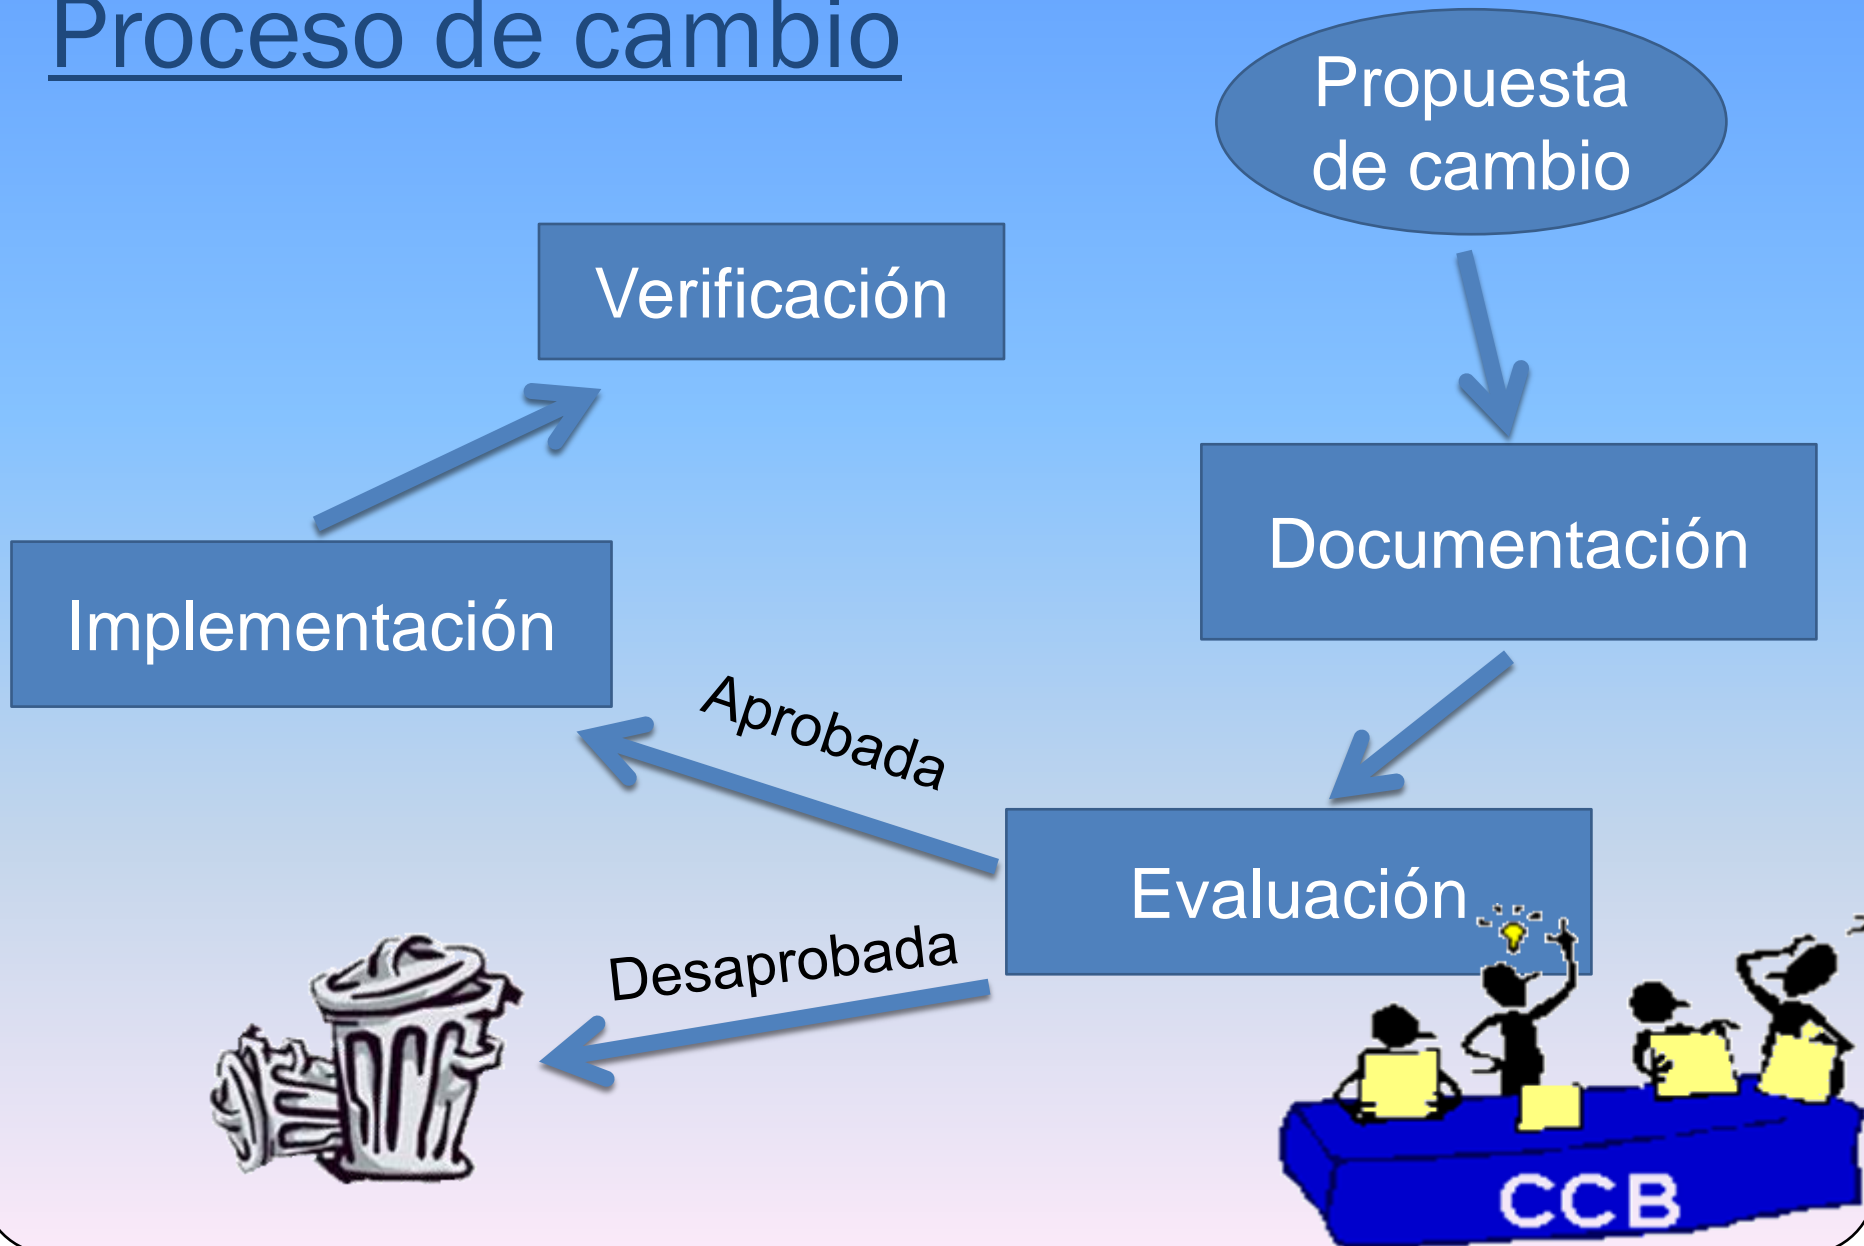 Proceso de cambio
Propuesta
de cambio
Verificación
Documentación
Implementación
Aprobada
Evaluación
Desaprobada
CCB